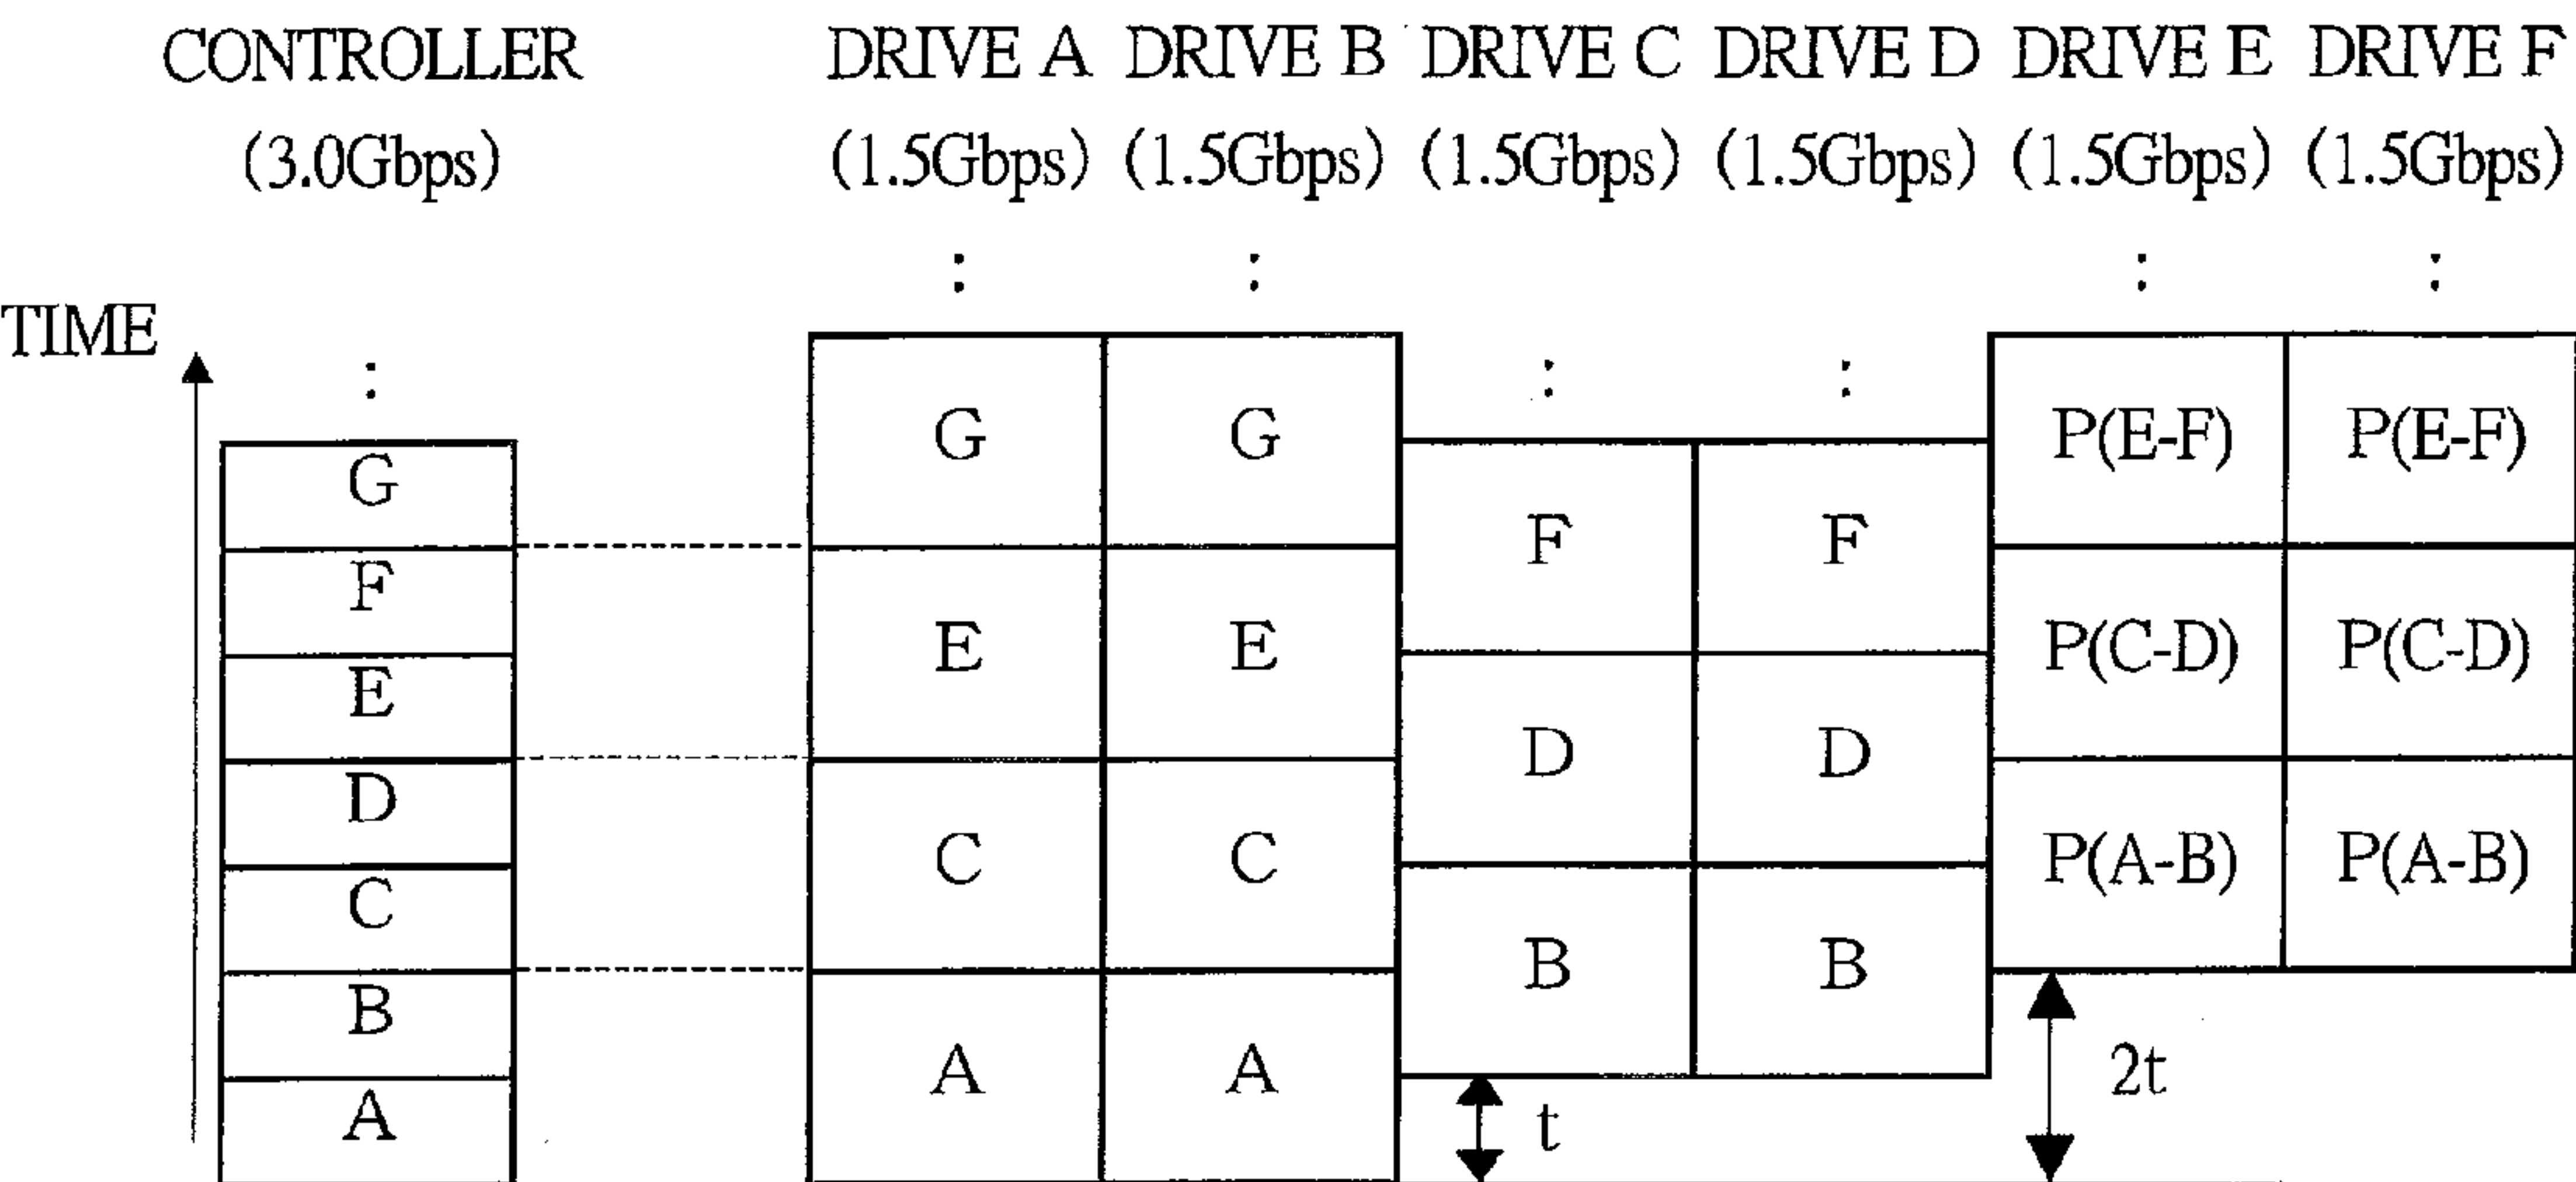 CONTROLLER DRIVE A DRIVE B DRIVE C DRIVE D DRIVE E DRIVE F
(3.0Gbps) (1.5Gbps) (1.5Gbps) (1.5Gbps) (1.5Gbps) (1.5Gbps) (1.5Gbps)
: : : :
TIME
: : :
G G G P(E-F) P(E-F)
F F F
E E E P(C-D) P(C-D)
D D D
C C C P(A-B) P(A-B)
B B B
A A A
t 2t